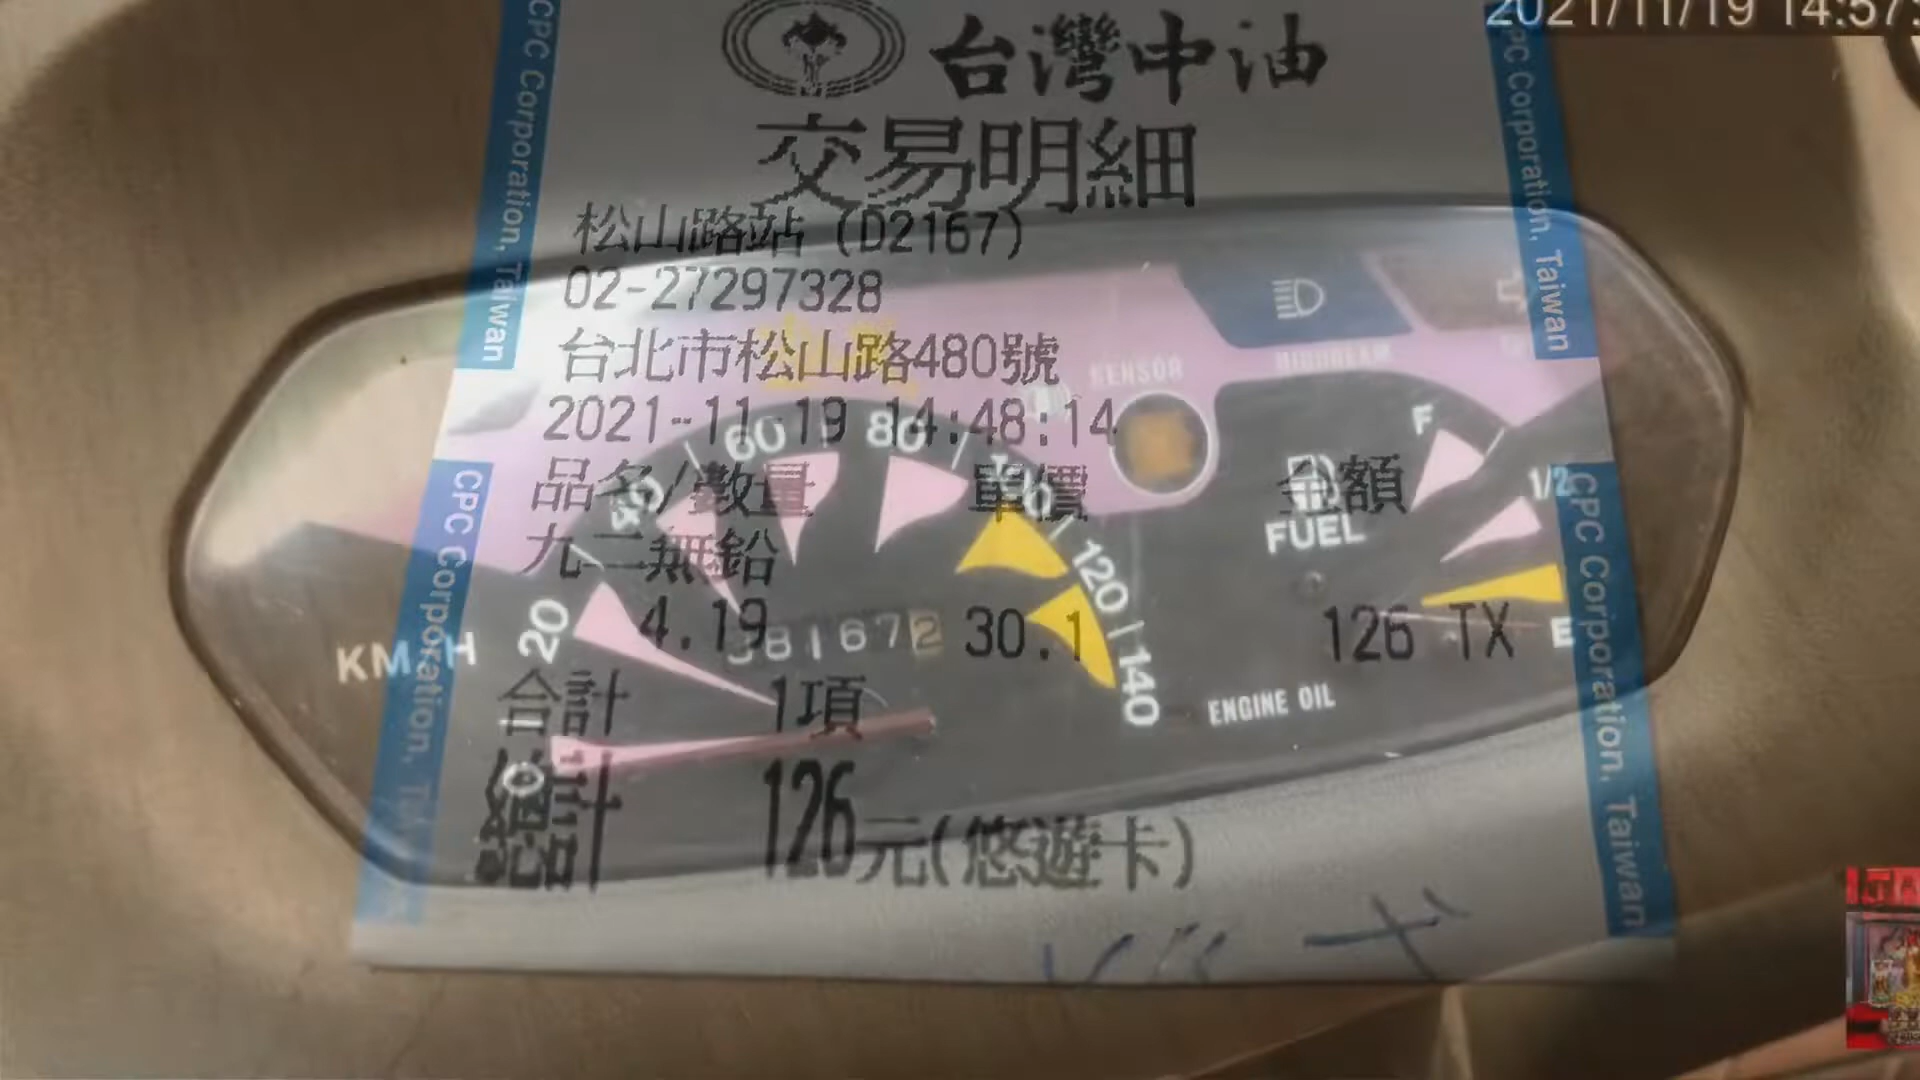 2021/11/19 14:57:
台灣中油
交易明細
松山路站 (D2167)
02-27297328
台北市松山路480號
2021-11-19 14:48:14
品名/數量 單價 金額
九二無鉛
4.19 30.1 126 TX
合計 1項
總計 126元(悠遊卡)
CPC Corporation, Taiwan
CPC Corporation, Taiwan
CPC Corporation, Taiwan
CPC Corporation, Taiwan
SENSOR
KM/H
0
20
40
60
80
100
120
140
381672
FUEL
F
1/2
E
ENGINE OIL